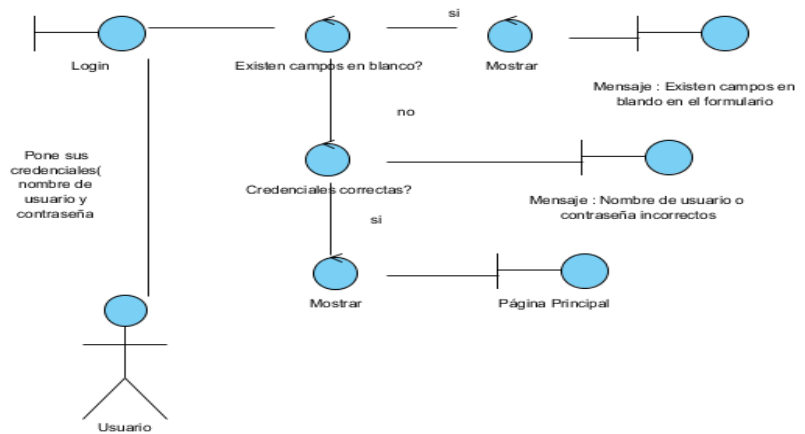 si
Login
Existen campos en blanco?
Mostrar
Mensaje : Existen campos en
blando en el formulario
no
Pone sus
credenciales(
nombre de
usuario y
contraseña
Credenciales correctas?
Mensaje : Nombre de usuario o
contraseña incorrectos
si
Mostrar
Página Principal
Usuario